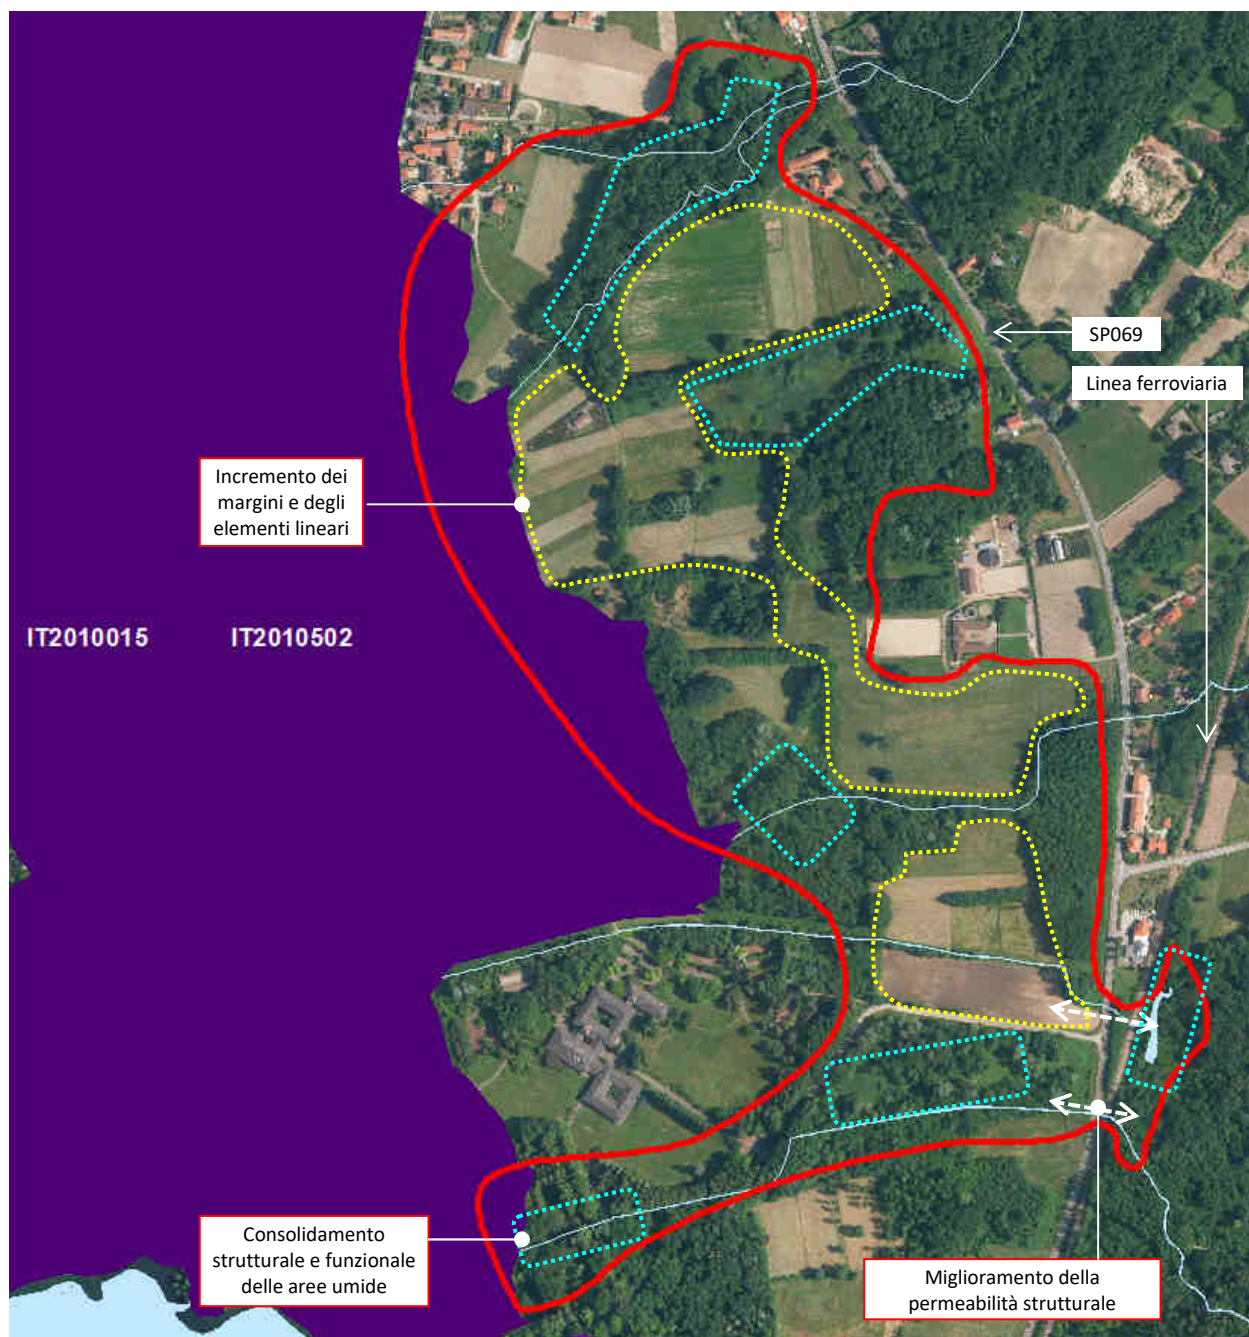 SP069
Linea ferroviaria
Incremento dei
margini e degli
elementi lineari
IT2010015
IT2010502
Consolidamento
strutturale e funzionale
delle aree umide
Miglioramento della
permeabilità strutturale